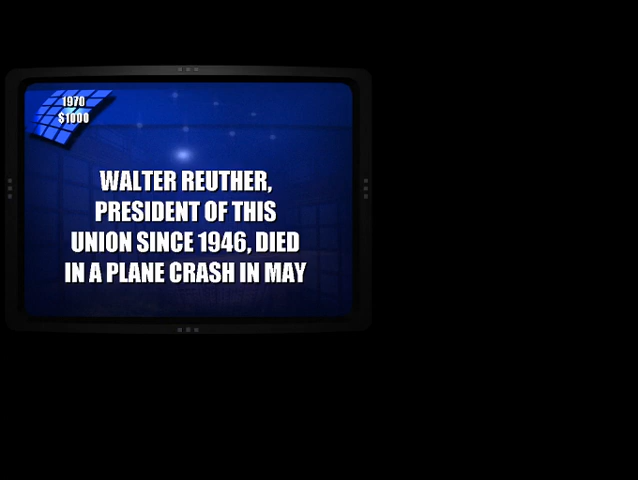 1970
$1000
WALTER REUTHER,
PRESIDENT OF THIS
UNION SINCE 1946, DIED
IN A PLANE CRASH IN MAY